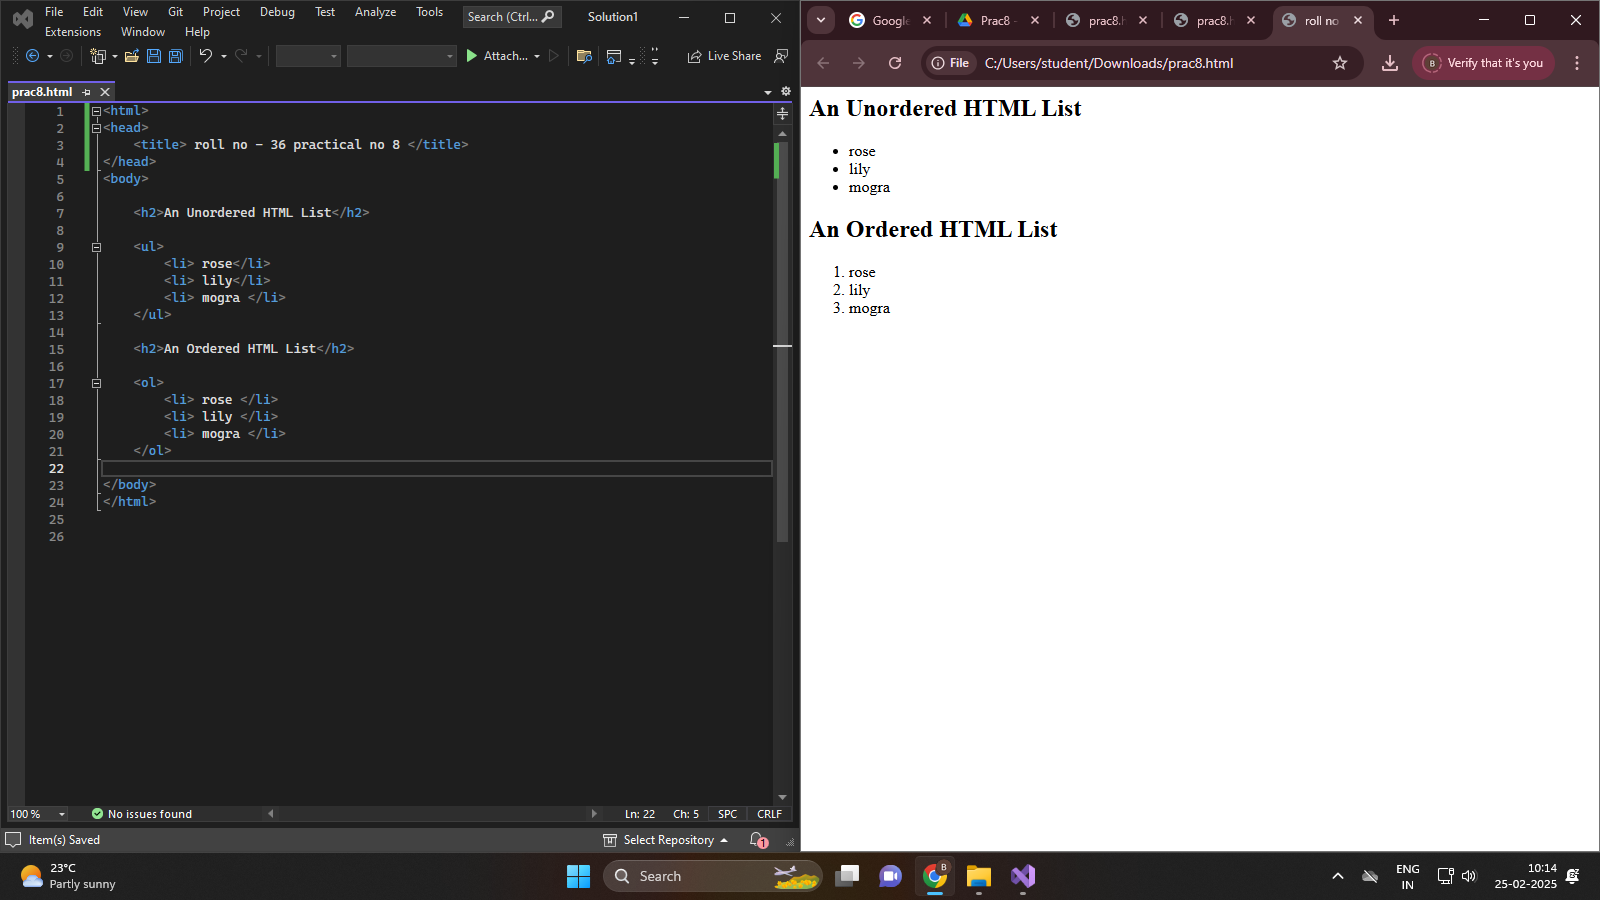 File Edit View Git Project Debug Test Analyze Tools Search (Ctrl... Solution1
Extensions Window Help
Attach... Live Share
prac8.html
1 <html>
2 <head>
3 <title> roll no - 36 practical no 8 </title>
4 </head>
5 <body>
6
7 <h2>An Unordered HTML List</h2>
8
9 <ul>
10 <li> rose</li>
11 <li> lily</li>
12 <li> mogra </li>
13 </ul>
14
15 <h2>An Ordered HTML List</h2>
16
17 <ol>
18 <li> rose </li>
19 <li> lily </li>
20 <li> mogra </li>
21 </ol>
22
23 </body>
24 </html>
25
26
100 % No issues found Ln: 22 Ch: 5 SPC CRLF
Item(s) Saved Select Repository 1
Google Prac8 - prac8.h prac8.h roll no
File C:/Users/student/Downloads/prac8.html B Verify that it's you
An Unordered HTML List
• rose
• lily
• mogra
An Ordered HTML List
1. rose
2. lily
3. mogra
23°C
Partly sunny
Search
B
ENG
IN
10:14
25-02-2025